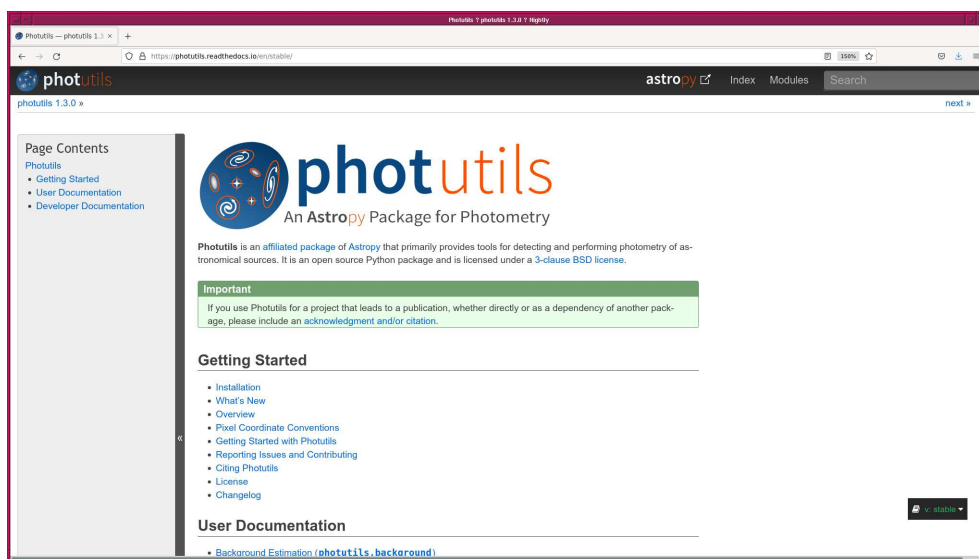 Photutils ? photutils 1.3.0 ? Nightly
Photutils — photutils 1.3
https://photutils.readthedocs.io/en/stable/
150%
photutils
astropy
Index
Modules
Search
photutils 1.3.0 »
next »
Page Contents
Photutils
Getting Started
User Documentation
Developer Documentation
«
photutils
An Astropy Package for Photometry
Photutils is an affiliated package of Astropy that primarily provides tools for detecting and performing photometry of as-
tronomical sources. It is an open source Python package and is licensed under a 3-clause BSD license.
Important
If you use Photutils for a project that leads to a publication, whether directly or as a dependency of another pack-
age, please include an acknowledgment and/or citation.
Getting Started
Installation
What's New
Overview
Pixel Coordinate Conventions
Getting Started with Photutils
Reporting Issues and Contributing
Citing Photutils
License
Changelog
v: stable
User Documentation
Background Estimation (photutils.background)